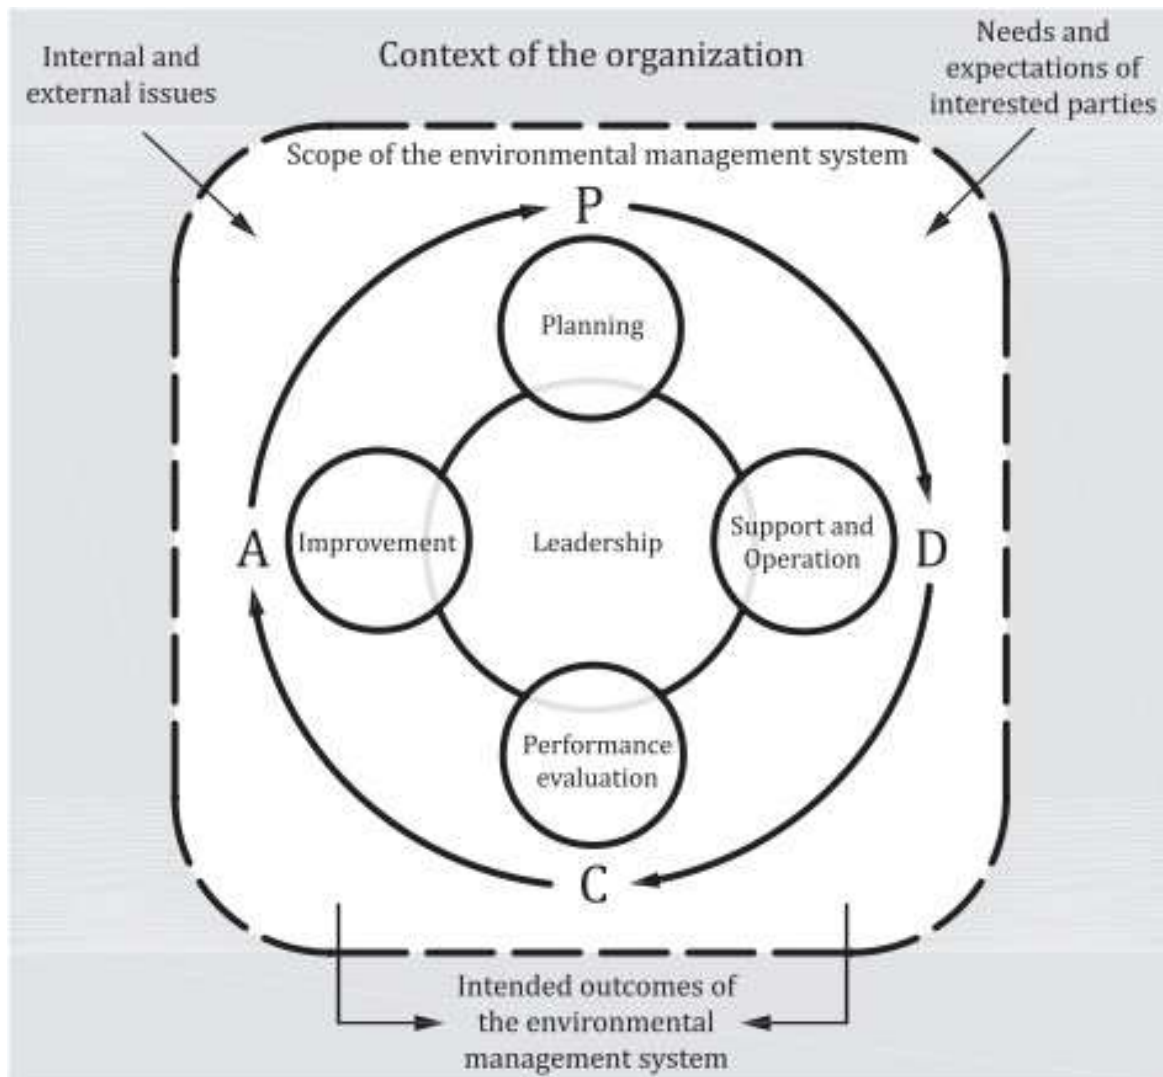 Internal and
external issues
Context of the organization
Needs and
expectations of
interested parties
Scope of the environmental management system
P
Planning
A
Improvement
Leadership
Support and
Operation
D
Performance
evaluation
C
Intended outcomes of
the environmental
management system